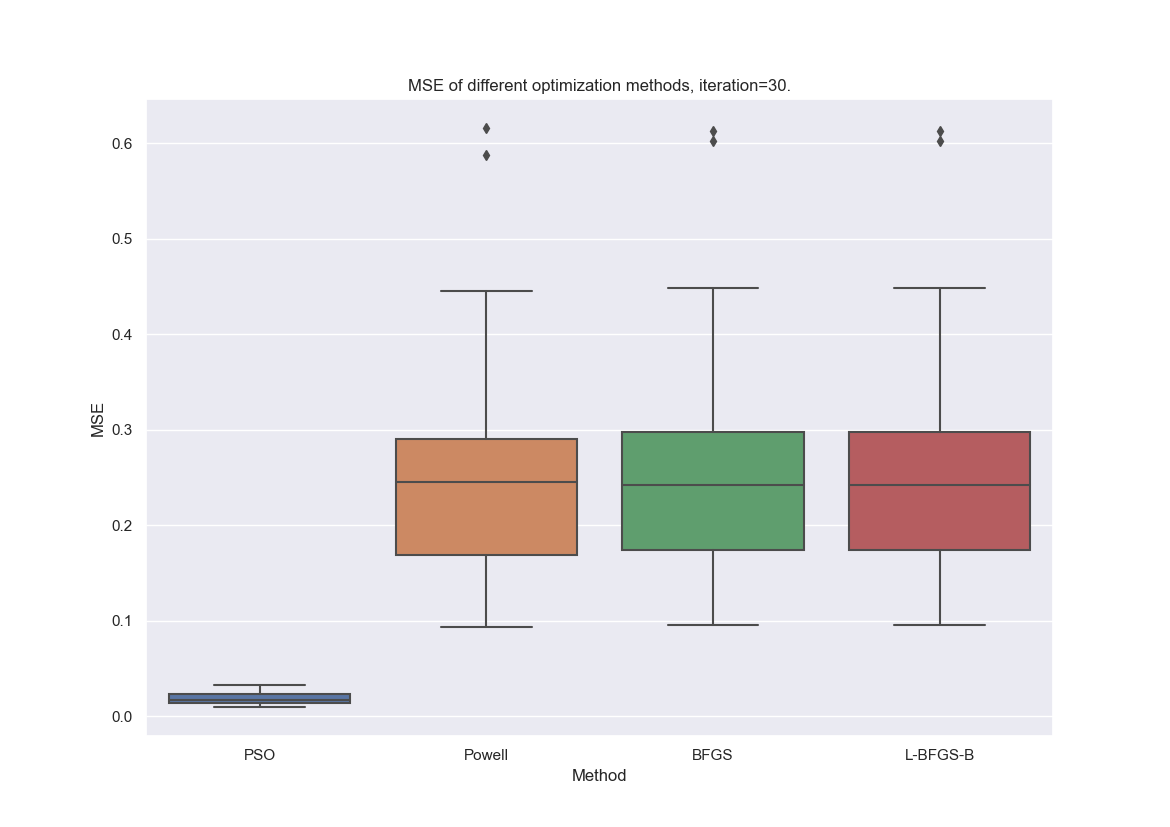 MSE of different optimization methods, iteration=30.
0.6
0.5
0.4
0.3
0.2
0.1
0.0
MSE
PSO Powell BFGS L-BFGS-B
Method